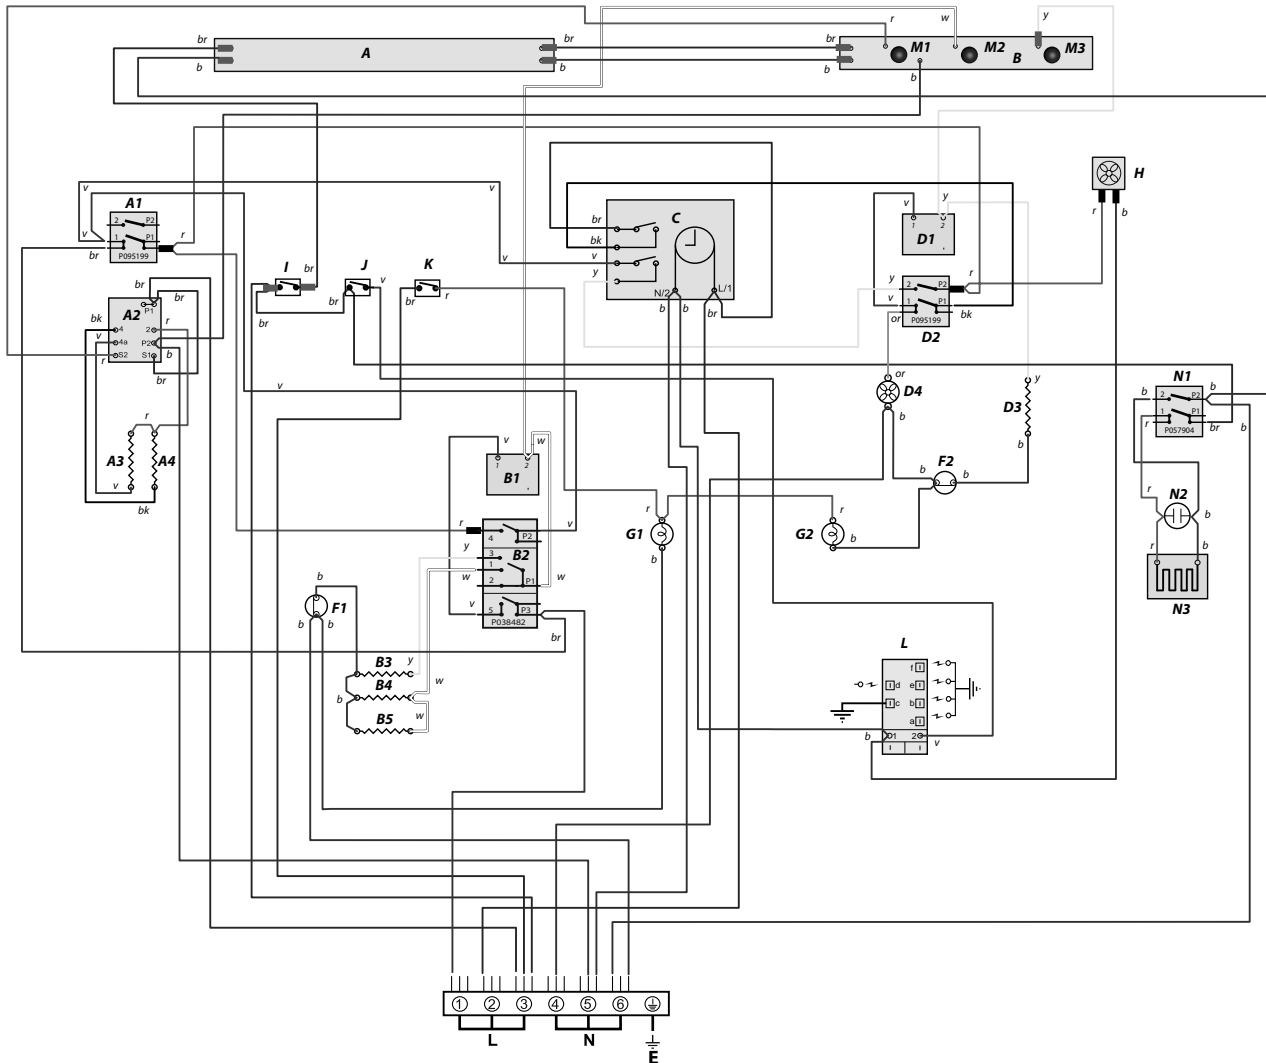 r
w
y
br
A
br
br
M1
M2
M3
B
b
b
b
b
H
r
b
v
v
A1
r
2
P2
v
1
P1
br
P095199
br
bk
v
y
C
N/2
L/1
b
b
br
v
v
y
1
2
D1
y
2
P2
r
v
1
P1
or
P095199
bk
D2
I
br
br
J
v
br
K
br
r
br
br
P1
A2
bk
4
2
r
v
4a
P2
b
r
S2
S1
br
v
or
D4
b
y
D3
b
N1
b
2
P2
b
r
1
P1
br
b
P057904
r
A3
A4
v
bk
v
w
1
2
B1
F2
b
b
N2
b
r
b
N3
r
4
P2
v
y
3
B2
w
1
2
P1
w
v
5
P3
br
P038482
r
G1
b
r
G2
b
b
F1
b
b
B3
y
B4
w
b
B5
w
L
f
d
e
c
b
a
b
1
2
v
1
2
3
4
5
6
L
N
E